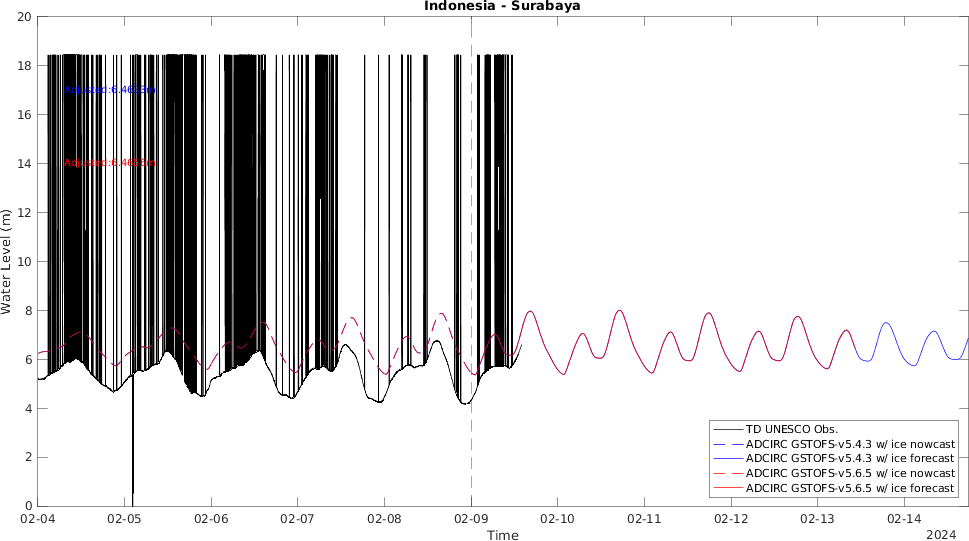 Indonesia - Surabaya
20
18
16
14
12
10
8
6
4
2
0
Water Level (m)
TD UNESCO Obs.
ADCIRC GSTOFS-v5.4.3 w/ ice nowcast
ADCIRC GSTOFS-v5.4.3 w/ ice forecast
ADCIRC GSTOFS-v5.6.5 w/ ice nowcast
ADCIRC GSTOFS-v5.6.5 w/ ice forecast
02-04 02-05 02-06 02-07 02-08 02-09 02-10 02-11 02-12 02-13 02-14
Time
2024